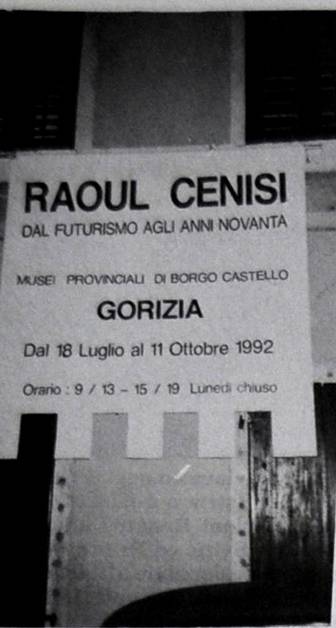 RAOUL CENISI
DAL FUTURISMO AGLI ANNI NOVANTA
MUSEI PROVINCIALI DI BORGO CASTELLO
GORIZIA
Dal 18 Luglio al 11 Ottobre 1992
Orario : 9 / 13 - 15 / 19 Lunedì chiuso